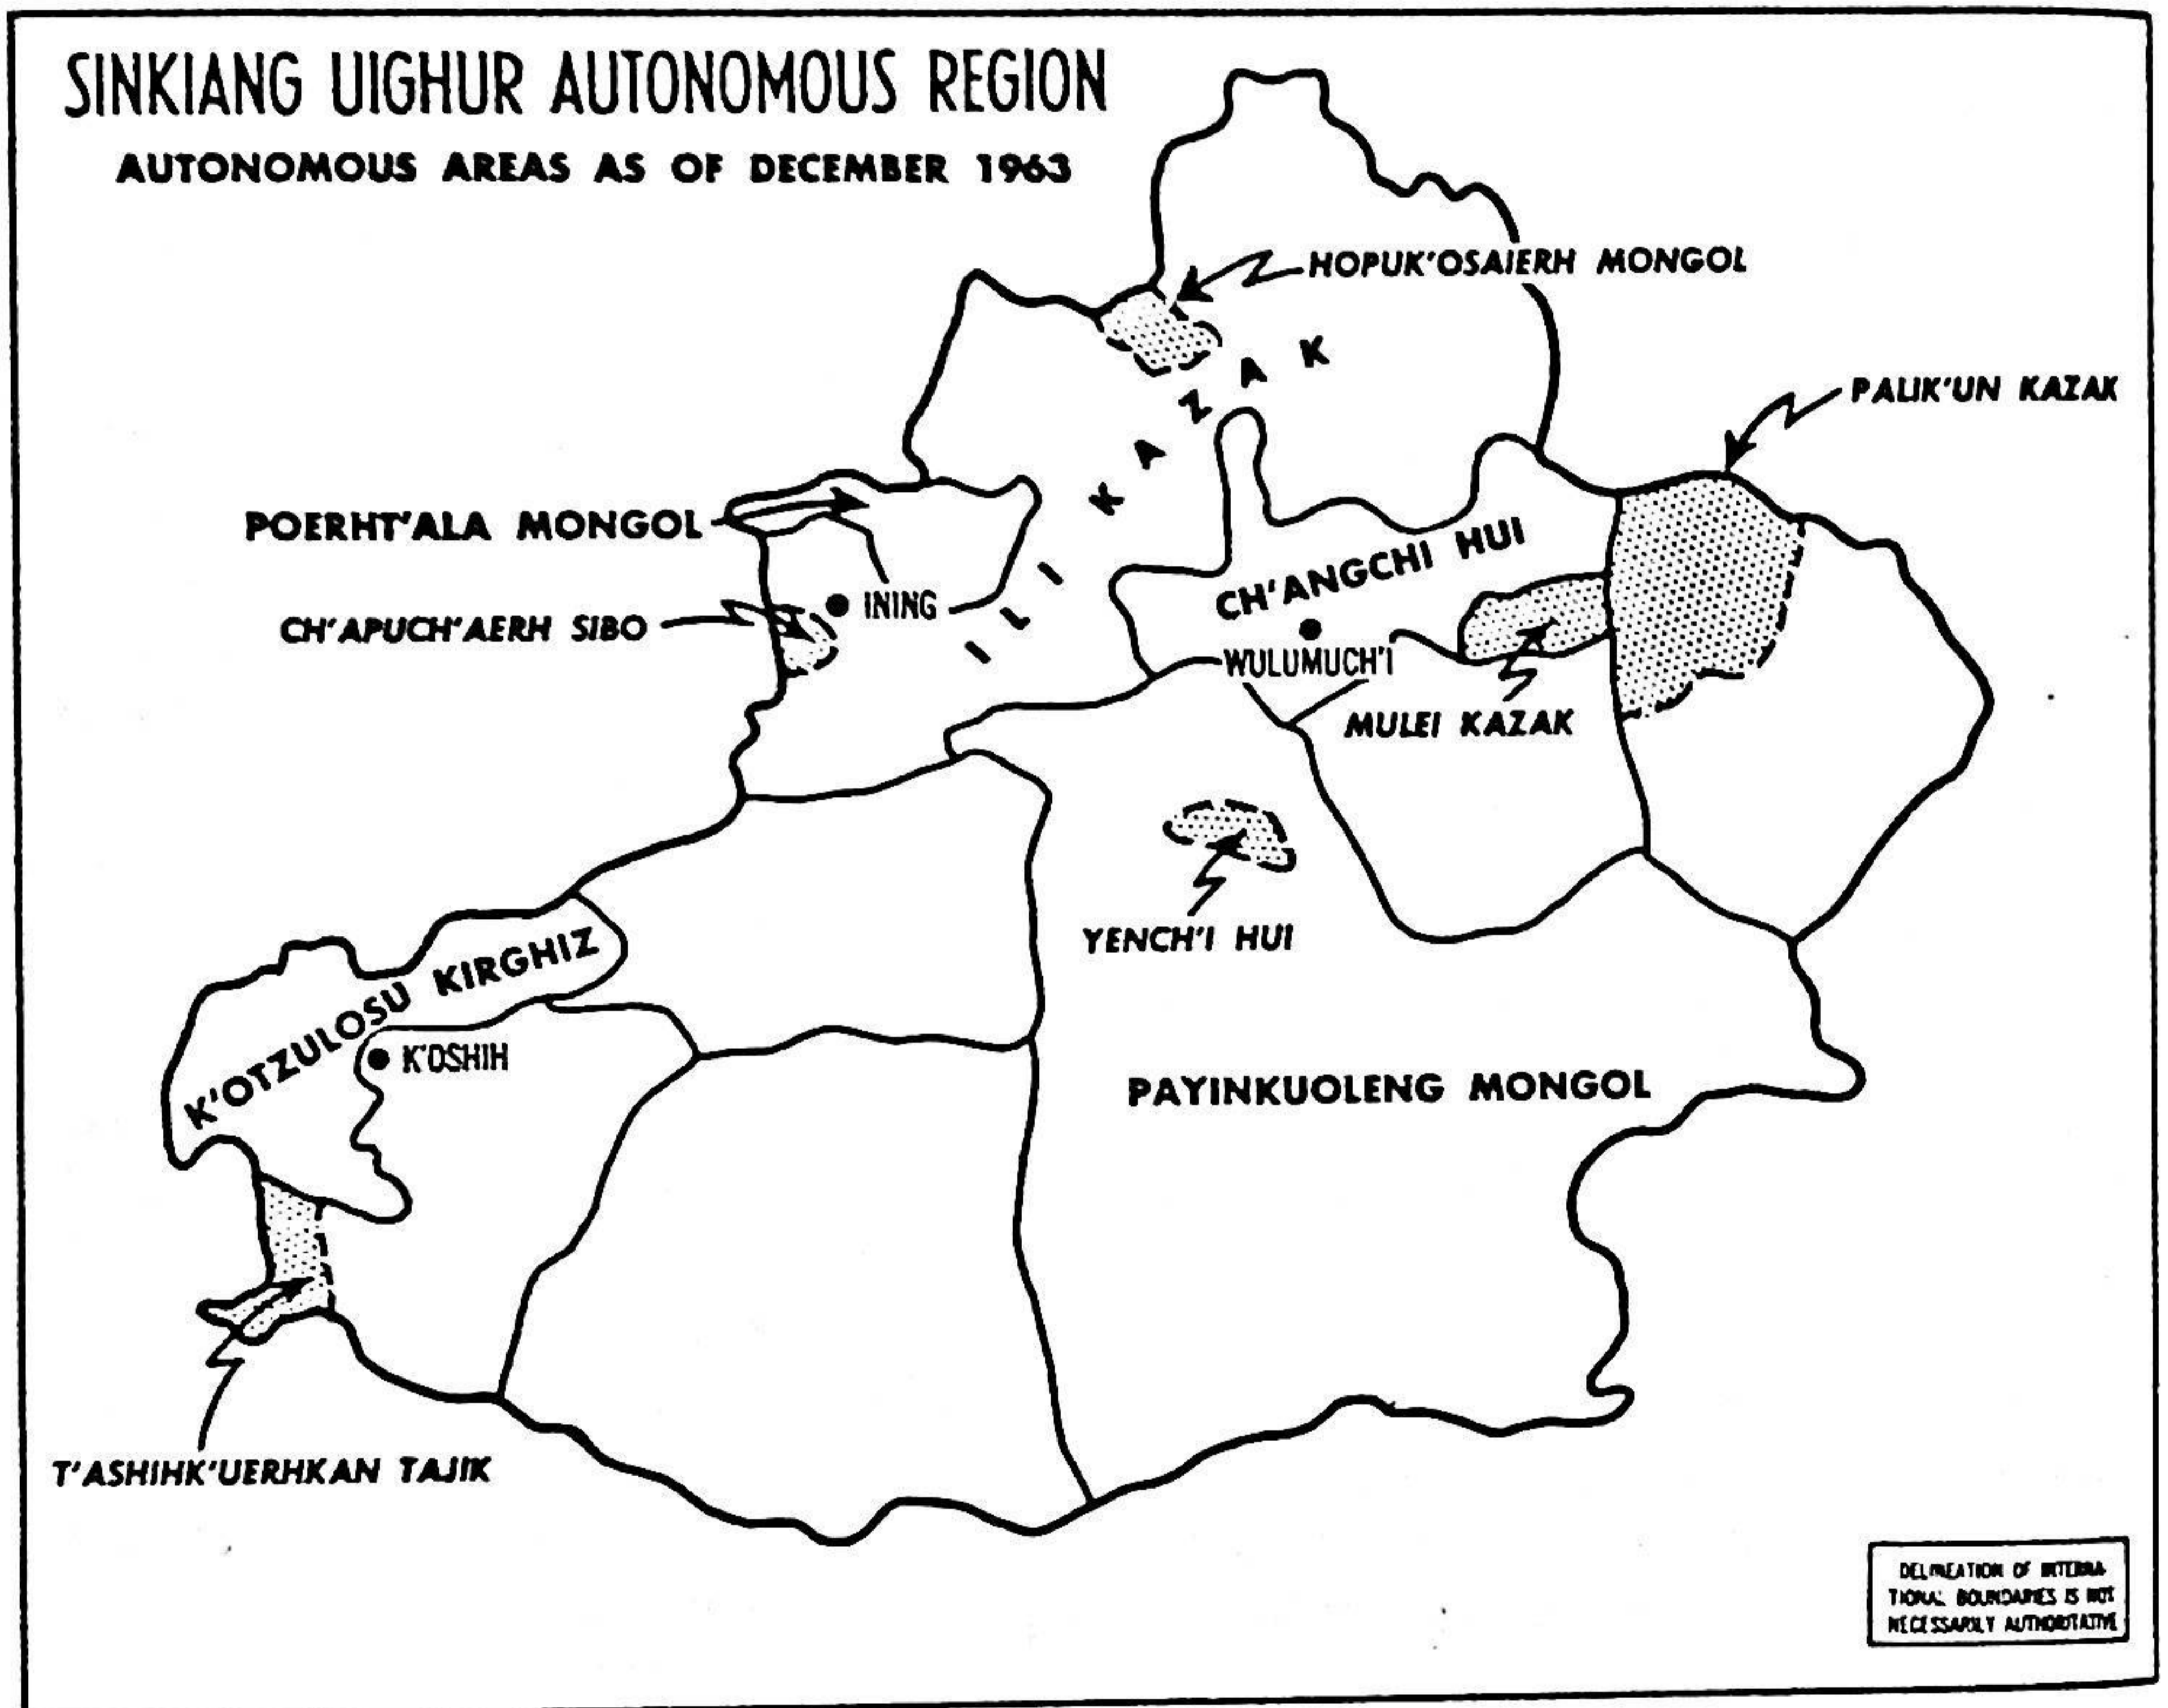 SINKIANG UIGHUR AUTONOMOUS REGION
AUTONOMOUS AREAS AS OF DECEMBER 1963
HOPUK'OSAIERH MONGOL
PALIK'UN KAZAK
ILI KAZAK
POERHT'ALA MONGOL
CH'ANGCHI HUI
INING
CH'APUCH'AERH SIBO
WULUMUCH'I
MULEI KAZAK
YENCH'I HUI
K'OTZULOSU KIRGHIZ
K'OSHIH
PAYINKUOLENG MONGOL
T'ASHIHK'UERHKAN TAJIK
DELINEATION OF INTERNA-
TIONAL BOUNDARIES IS NOT
NECESSARILY AUTHORITATIVE